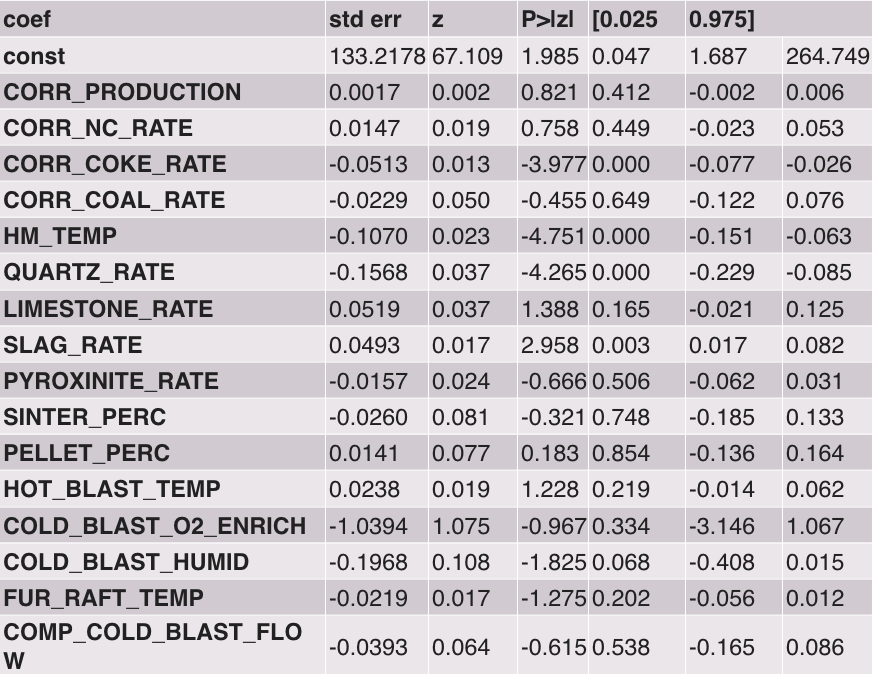 coef std err z P>|z| [0.025 0.975]
const 133.2178 67.109 1.985 0.047 1.687 264.749
CORR_PRODUCTION 0.0017 0.002 0.821 0.412 -0.002 0.006
CORR_NC_RATE 0.0147 0.019 0.758 0.449 -0.023 0.053
CORR_COKE_RATE -0.0513 0.013 -3.977 0.000 -0.077 -0.026
CORR_COAL_RATE -0.0229 0.050 -0.455 0.649 -0.122 0.076
HM_TEMP -0.1070 0.023 -4.751 0.000 -0.151 -0.063
QUARTZ_RATE -0.1568 0.037 -4.265 0.000 -0.229 -0.085
LIMESTONE_RATE 0.0519 0.037 1.388 0.165 -0.021 0.125
SLAG_RATE 0.0493 0.017 2.958 0.003 0.017 0.082
PYROXINITE_RATE -0.0157 0.024 -0.666 0.506 -0.062 0.031
SINTER_PERC -0.0260 0.081 -0.321 0.748 -0.185 0.133
PELLET_PERC 0.0141 0.077 0.183 0.854 -0.136 0.164
HOT_BLAST_TEMP 0.0238 0.019 1.228 0.219 -0.014 0.062
COLD_BLAST_O2_ENRICH -1.0394 1.075 -0.967 0.334 -3.146 1.067
COLD_BLAST_HUMID -0.1968 0.108 -1.825 0.068 -0.408 0.015
FUR_RAFT_TEMP -0.0219 0.017 -1.275 0.202 -0.056 0.012
COMP_COLD_BLAST_FLO
W -0.0393 0.064 -0.615 0.538 -0.165 0.086